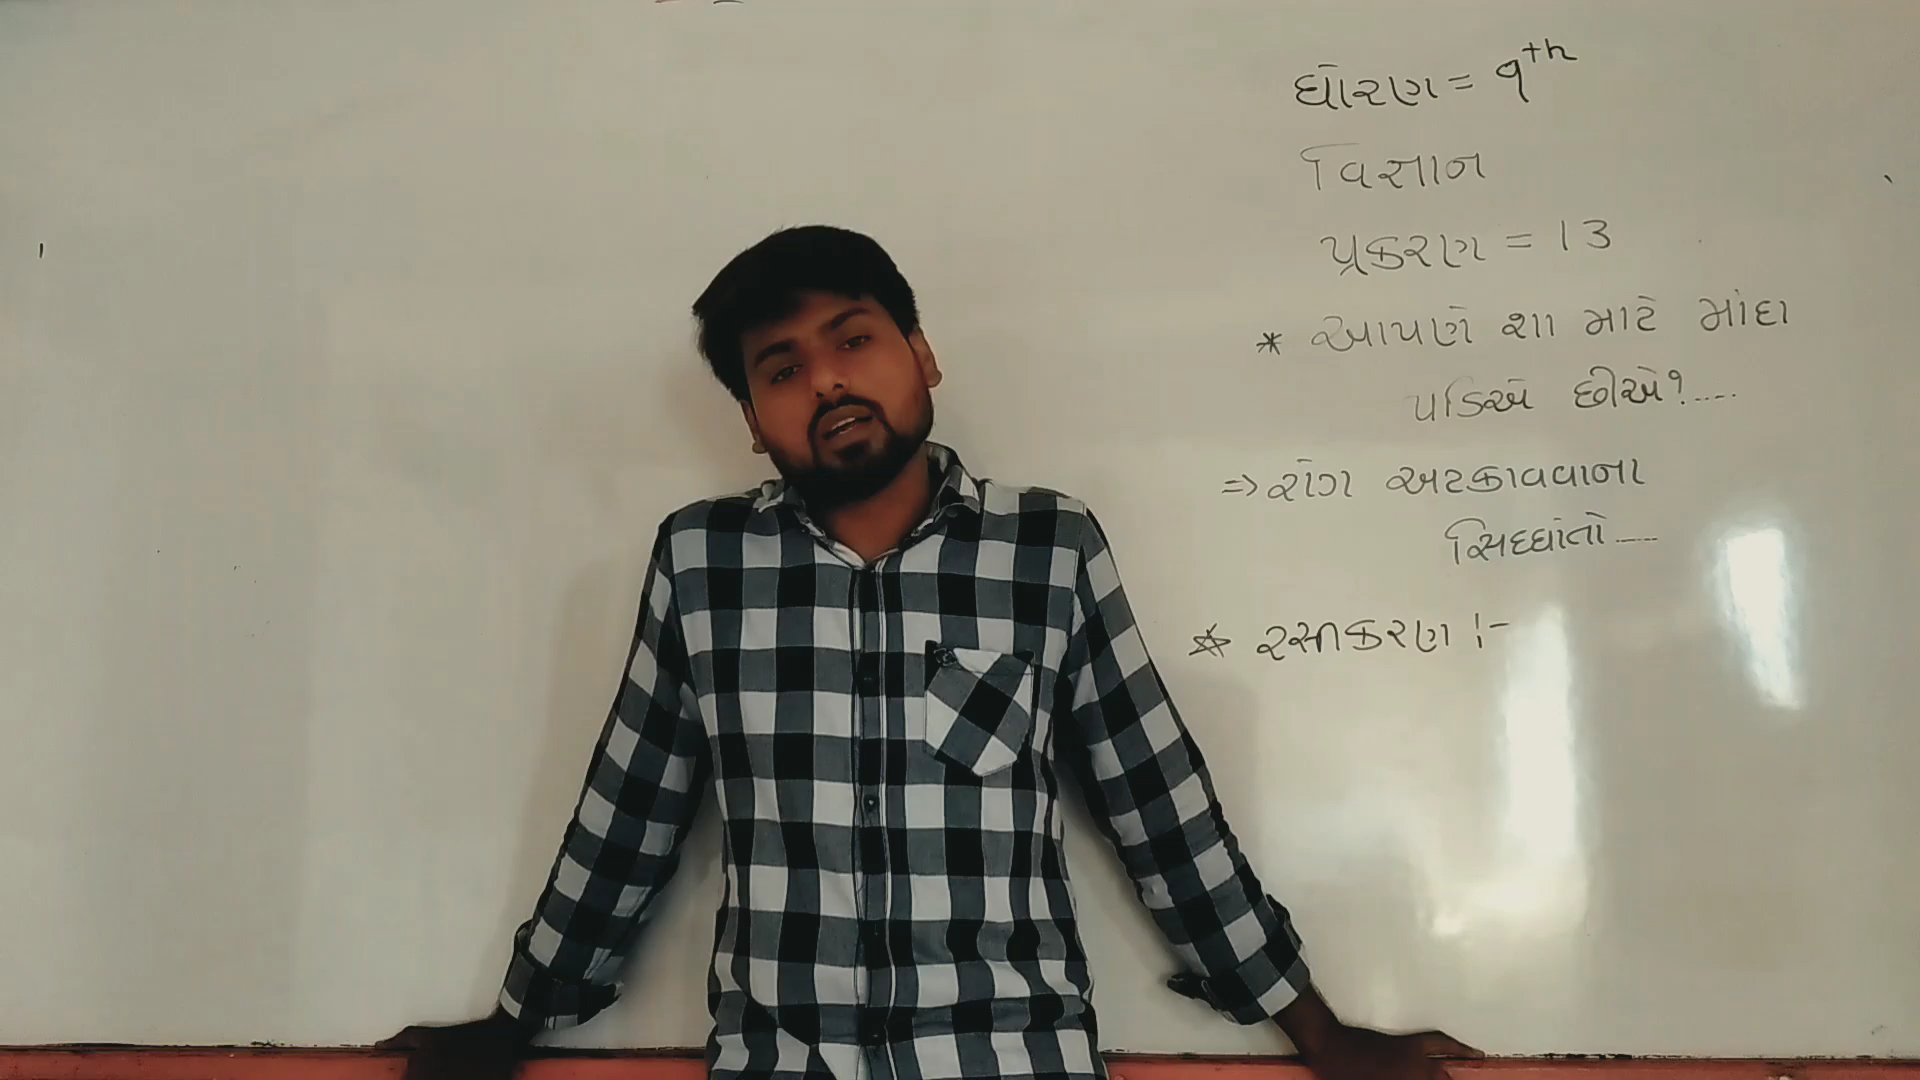 ધોરણ = 9th
વિજ્ઞાન
પ્રકરણ = 13
* આપણે શા માટે માંદા
પડિએ છીએ?....
=> રોગ અટકાવવાના
સિદ્ધાંતો ....
* રસીકરણ :-